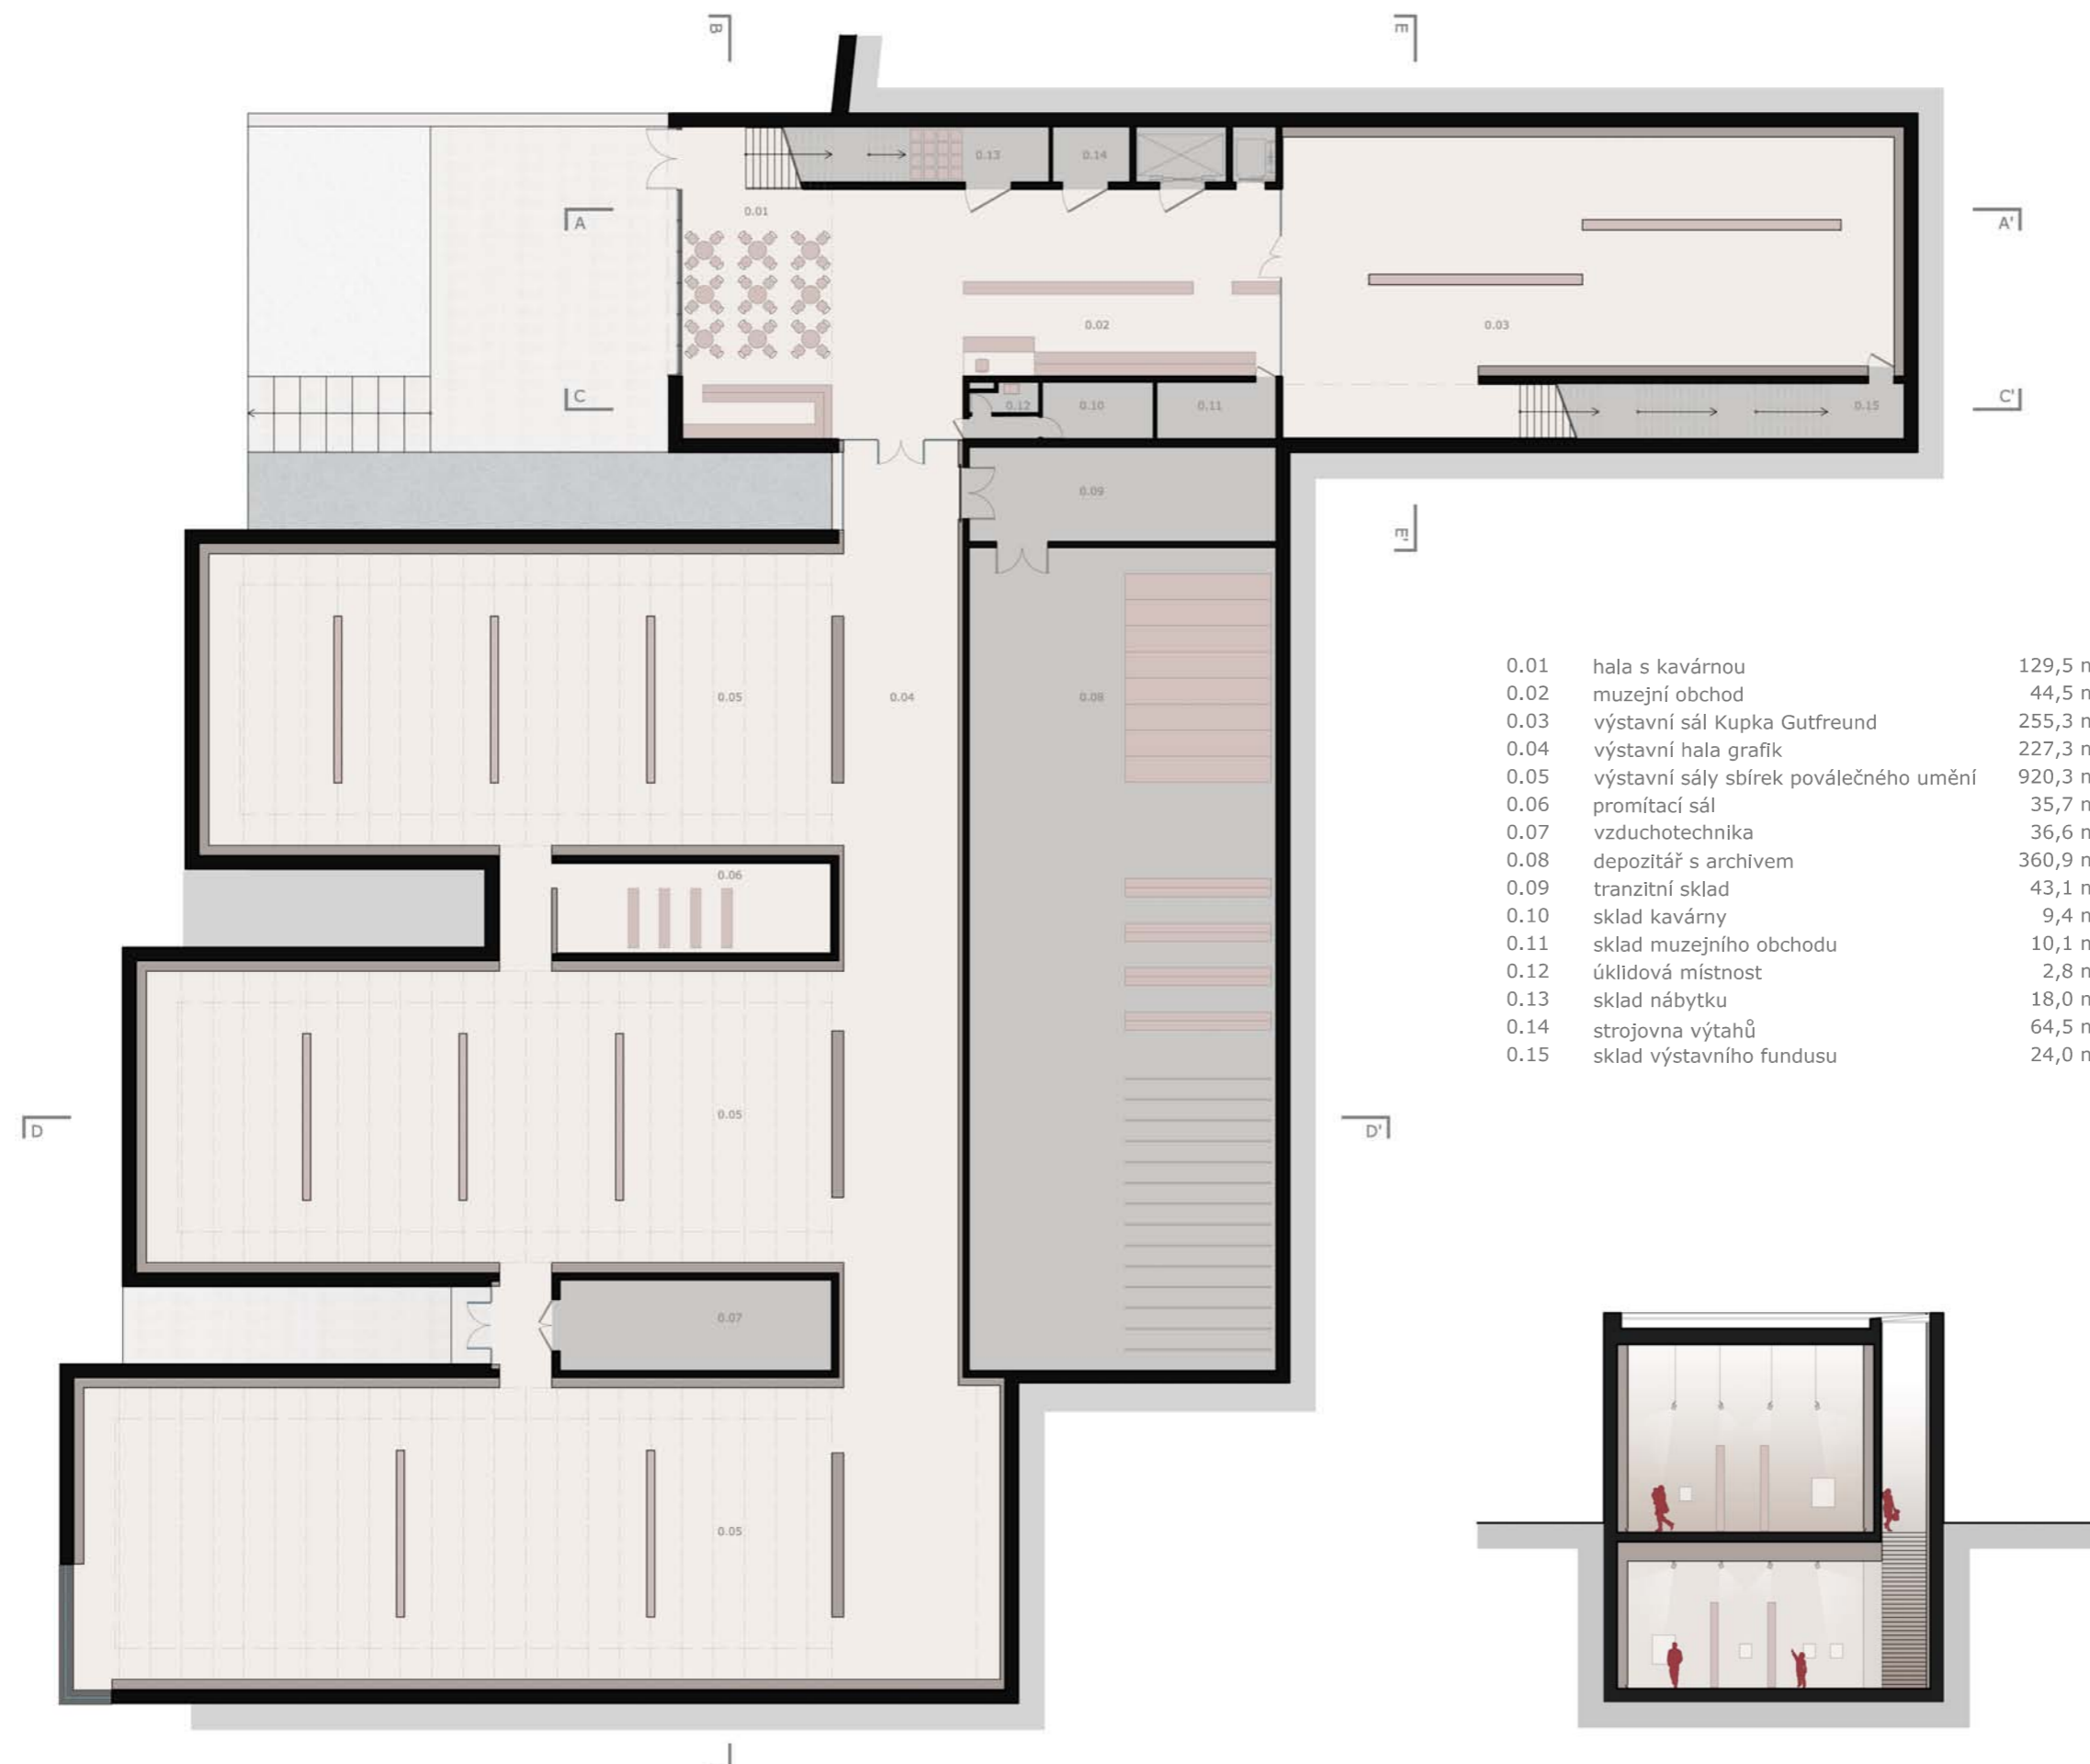 B
E
A
A'
C
C'
0.13
0.14
0.01
0.02
0.03
0.12
0.10
0.11
0.15
0.09
E'
0.05
0.04
0.08
0.06
0.05
D
D'
0.07
0.05
0.01 hala s kavárnou 129,5 m
0.02 muzejní obchod 44,5 m
0.03 výstavní sál Kupka Gutfreund 255,3 m
0.04 výstavní hala grafik 227,3 m
0.05 výstavní sály sbírek poválečného umění 920,3 m
0.06 promítací sál 35,7 m
0.07 vzduchotechnika 36,6 m
0.08 depozitář s archivem 360,9 m
0.09 tranzitní sklad 43,1 m
0.10 sklad kavárny 9,4 m
0.11 sklad muzejního obchodu 10,1 m
0.12 úklidová místnost 2,8 m
0.13 sklad nábytku 18,0 m
0.14 strojovna výtahů 64,5 m
0.15 sklad výstavního fundusu 24,0 m